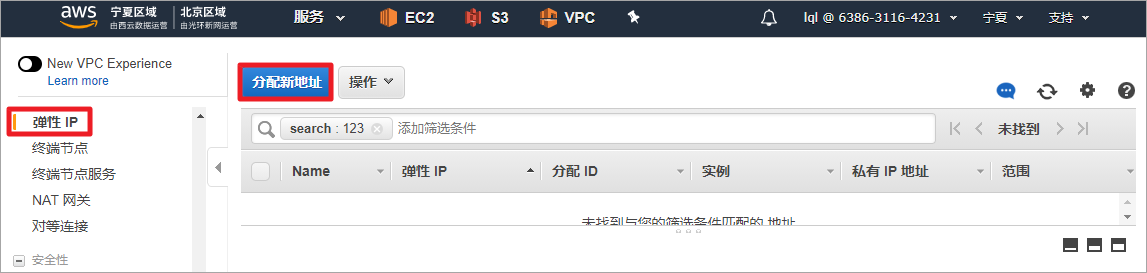 aws 宁夏区域 由西云数据运营 北京区域 由光环新网运营 服务 EC2 S3 VPC lql @ 6386-3116-4231 宁夏 支持
New VPC Experience
Learn more
分配新地址 操作
弹性 IP
search : 123 添加筛选条件 未找到
终端节点
终端节点服务
Name 弹性 IP 分配 ID 实例 私有 IP 地址 范围
NAT 网关
对等连接
未找到与您的筛选条件匹配的 地址
安全性